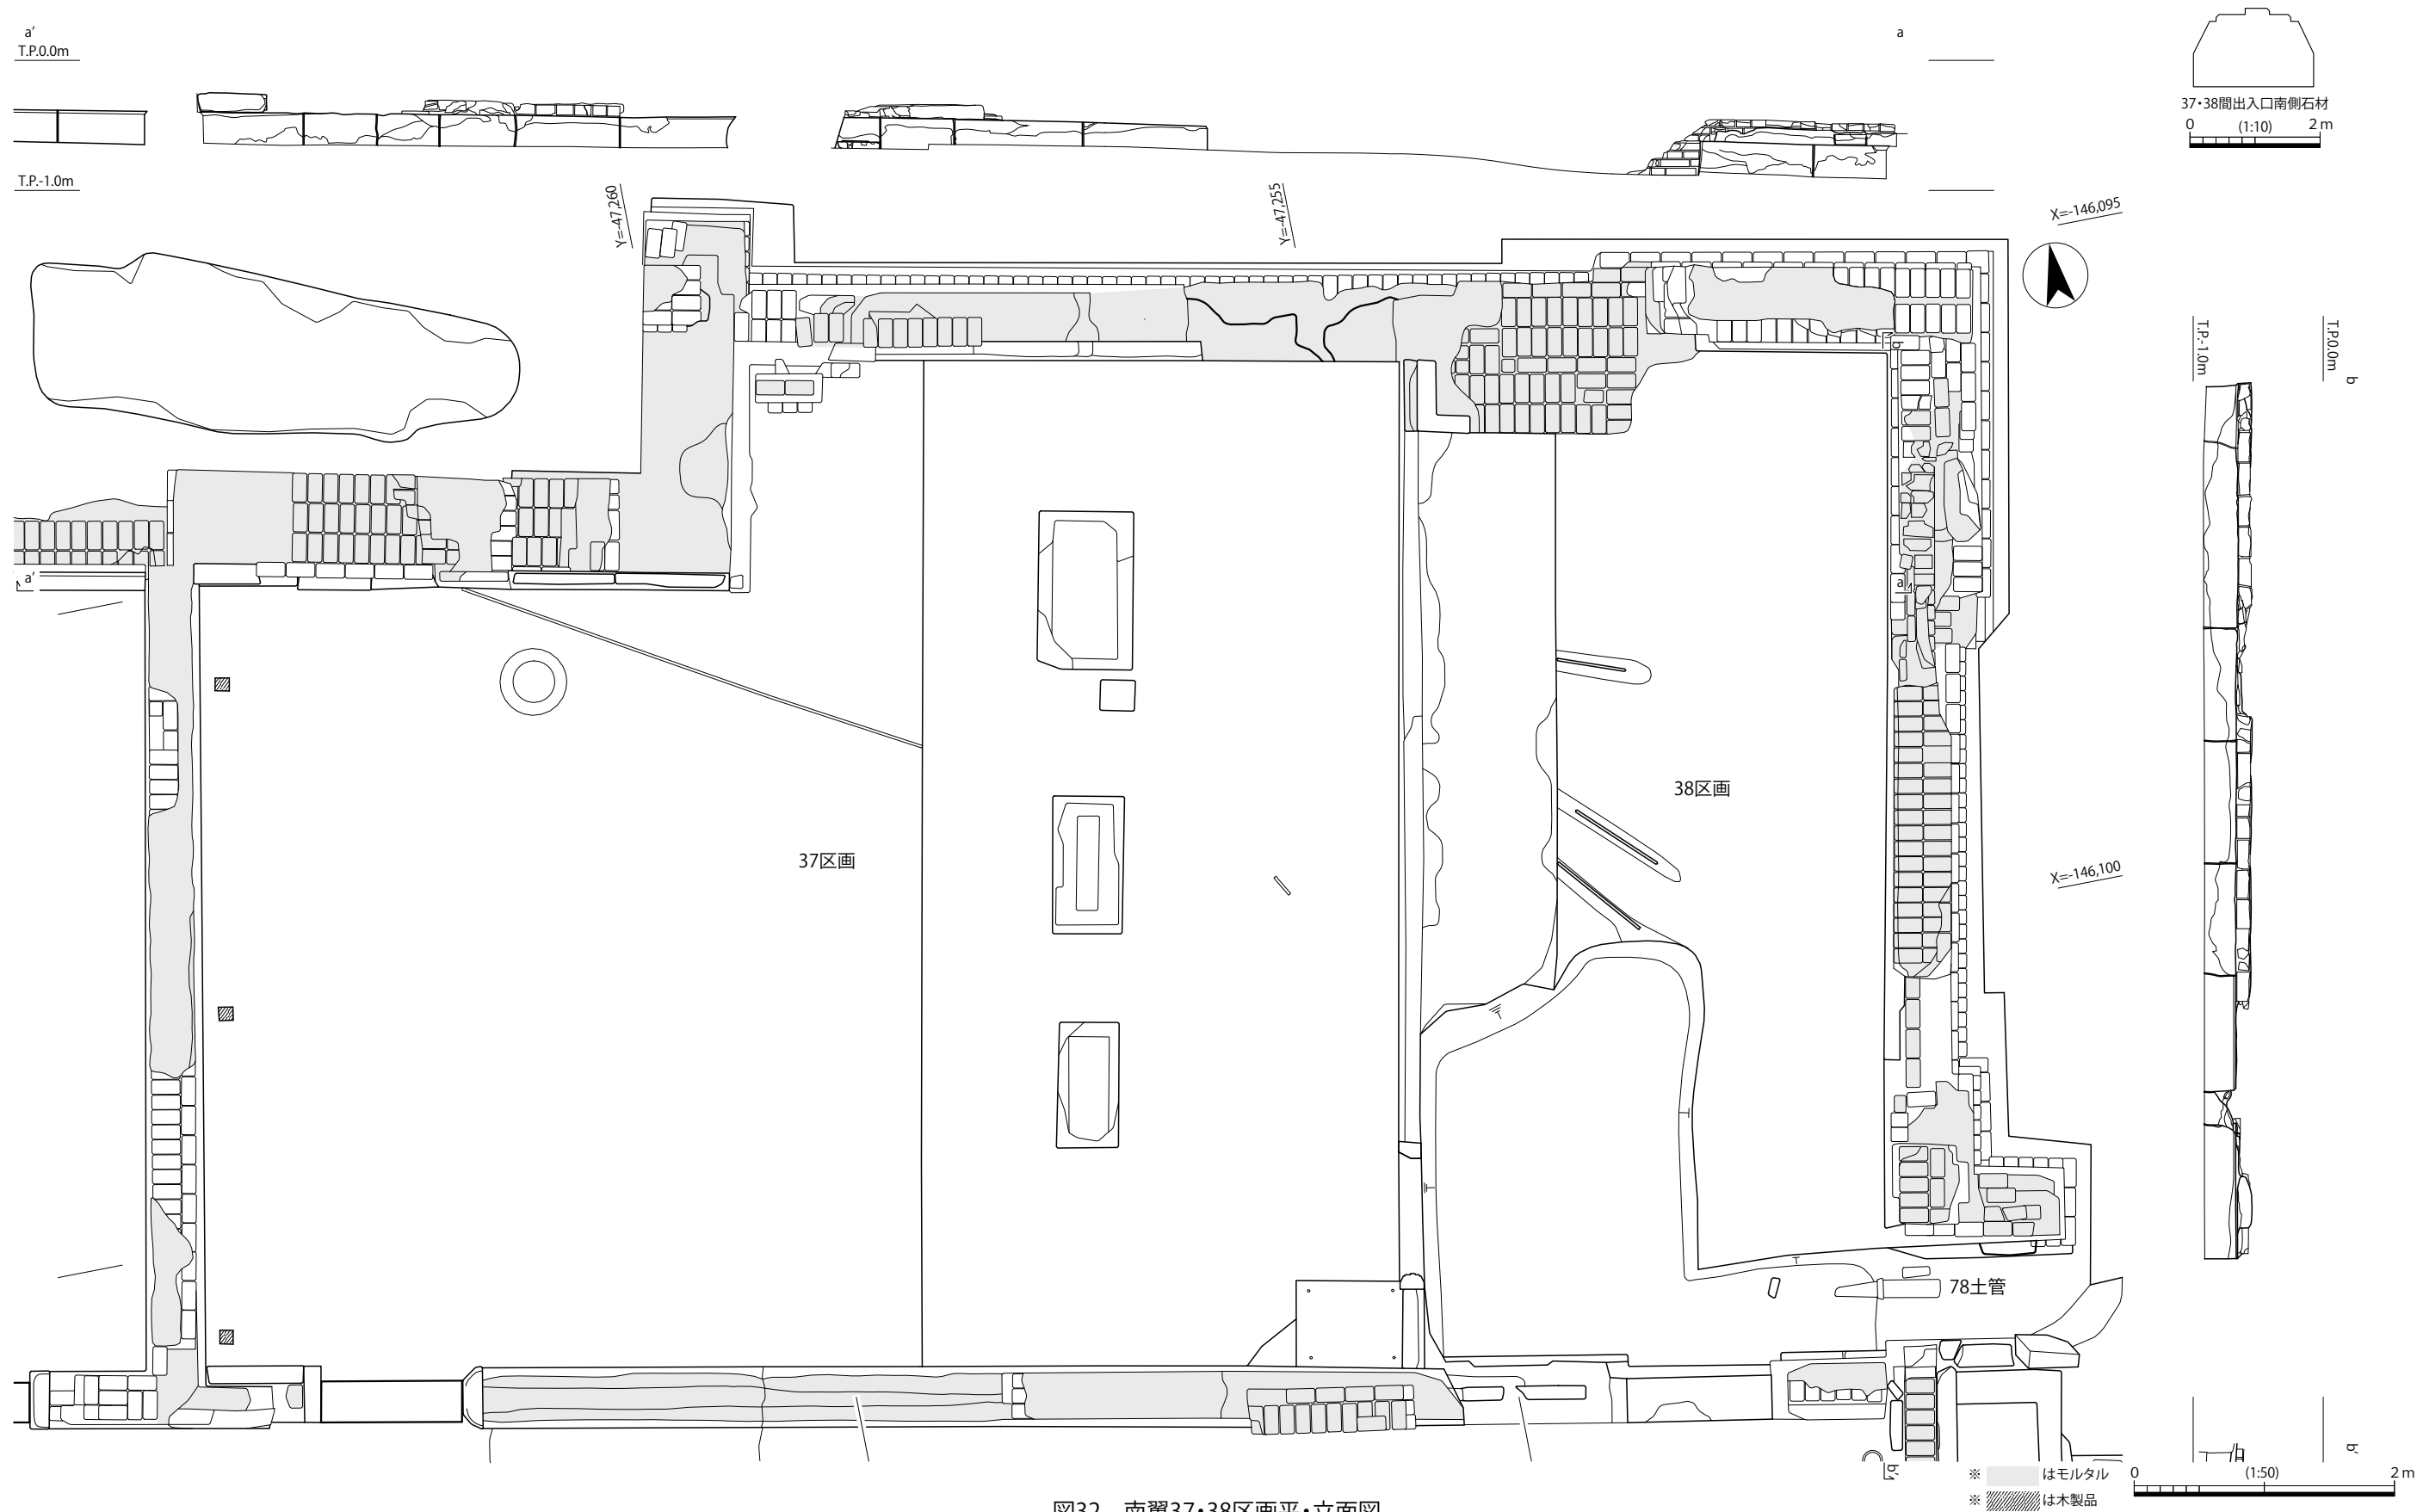 a′
T.P.0.0m
a
37・38間出入口南側石材
0 (1:10) 2 m
T.P.-1.0m
Y=-47,260
Y=-47,255
X=-146,095
T.P.-1.0m
T.P.0.0m
b
b
a′
a
38区画
37区画
X=-146,100
78土管
b′
b′
※ はモルタル
※ は木製品
0 (1:50) 2 m
図32 南翼37・38区画平・立面図